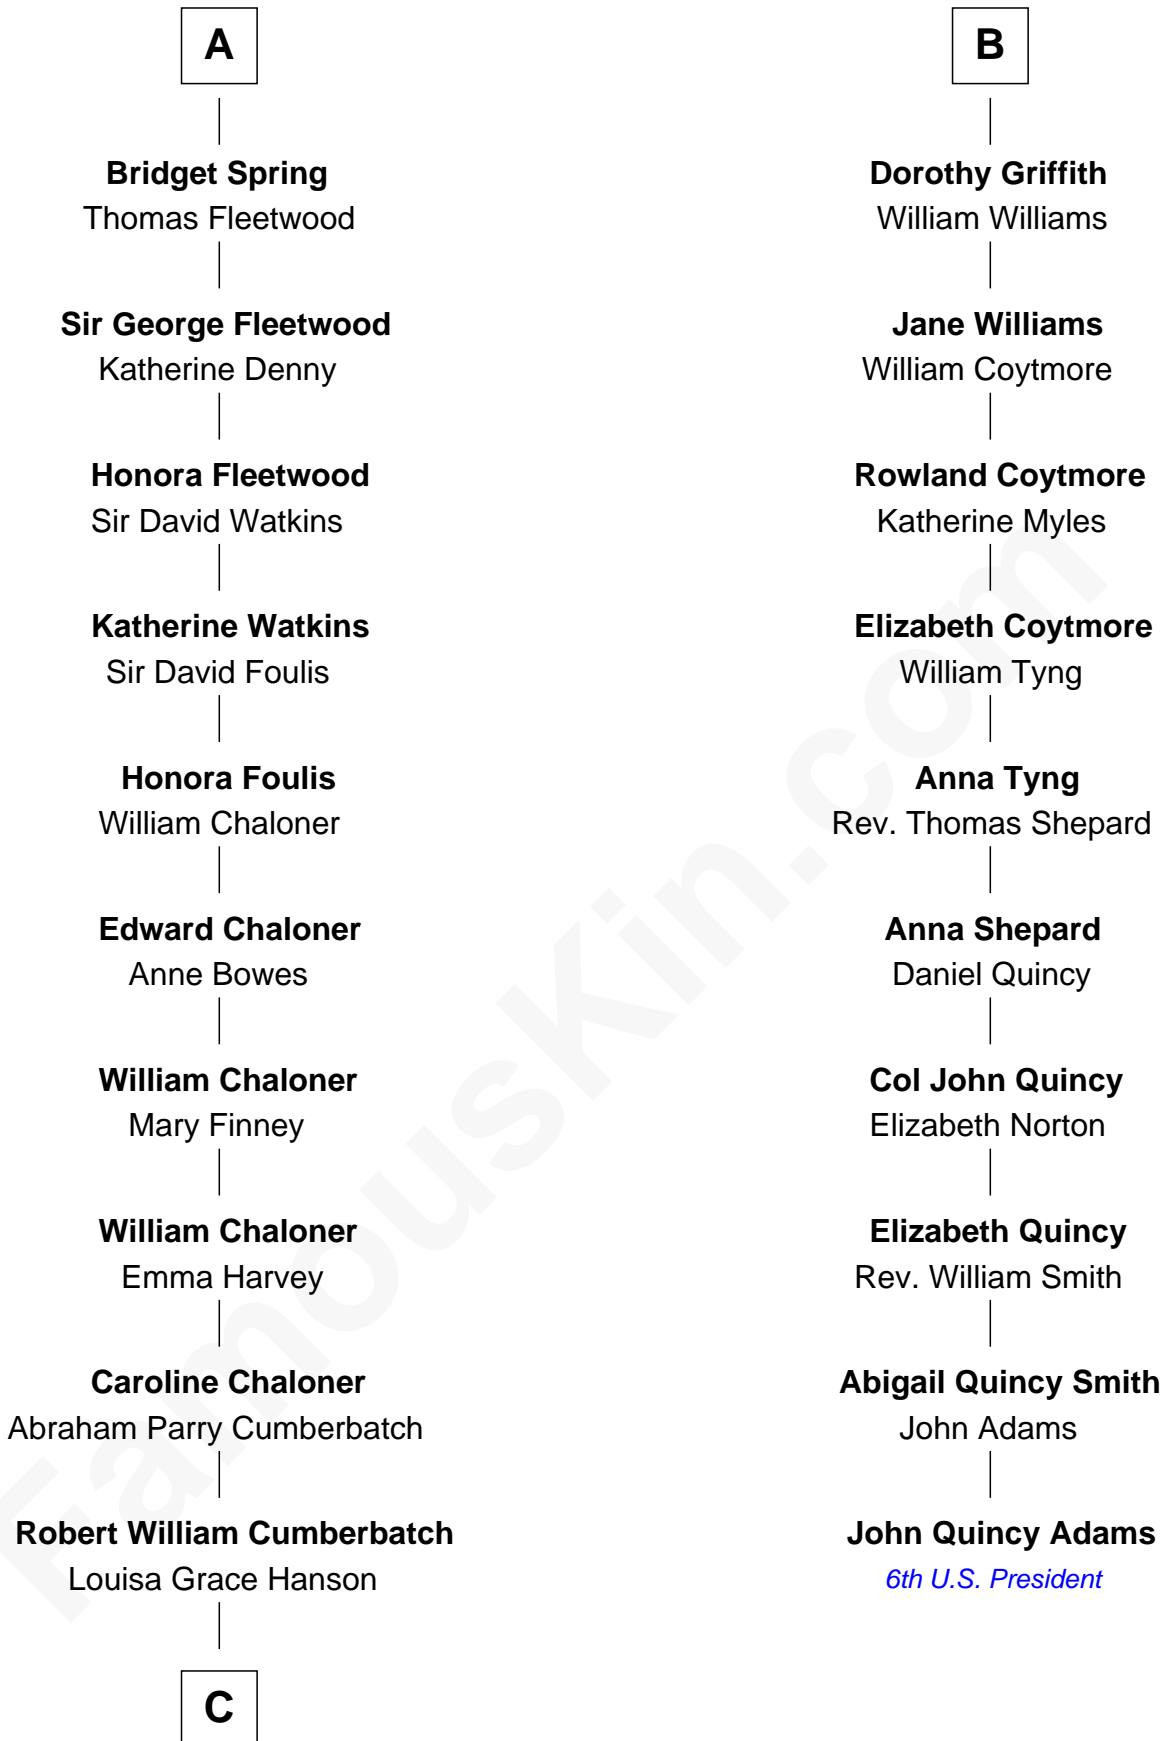 A
Bridget Spring
Thomas Fleetwood
Sir George Fleetwood
Katherine Denny
Honora Fleetwood
Sir David Watkins
Katherine Watkins
Sir David Foulis
Honora Foulis
William Chaloner
Edward Chaloner
Anne Bowes
William Chaloner
Mary Finney
William Chaloner
Emma Harvey
Caroline Chaloner
Abraham Parry Cumberbatch
Robert William Cumberbatch
Louisa Grace Hanson
C
B
Dorothy Griffith
William Williams
Jane Williams
William Coytmore
Rowland Coytmore
Katherine Myles
Elizabeth Coytmore
William Tyng
Anna Tyng
Rev. Thomas Shepard
Anna Shepard
Daniel Quincy
Col John Quincy
Elizabeth Norton
Elizabeth Quincy
Rev. William Smith
Abigail Quincy Smith
John Adams
John Quincy Adams
6th U.S. President
FamousKin.com